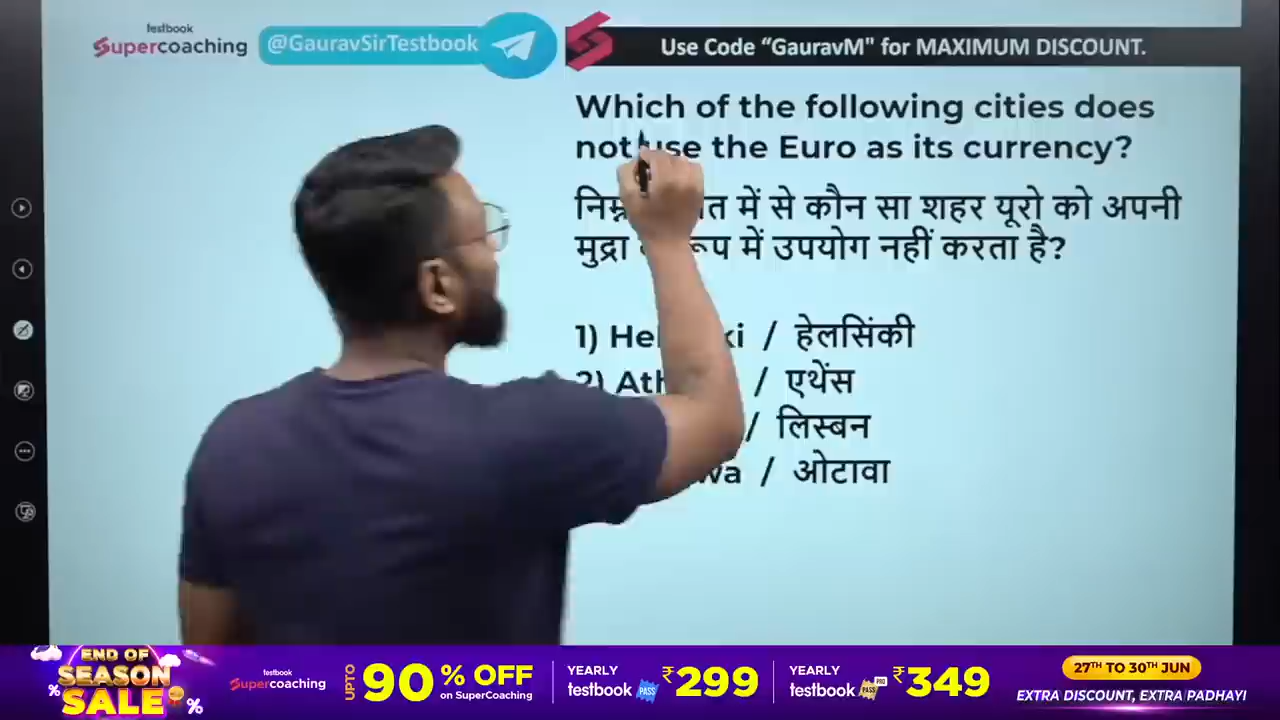 testbook
Supercoaching
@GauravSirTestbook
Use Code “GauravM" for MAXIMUM DISCOUNT.
Which of the following cities does
not use the Euro as its currency?
में से कौन सा शहर यूरो को अपनी
मुद्रा रूप में उपयोग नहीं करता है?
1) / हेलसिंकी
2) / एथेंस
/ लिस्बन
/ ओटावा
END OF
SEASON
SALE
testbook
Supercoaching
UPTO 90% OFF
on SuperCoaching
YEARLY
testbook PASS ₹299
YEARLY
testbook PASS PRO ₹349
27TH TO 30TH JUN
EXTRA DISCOUNT, EXTRA PADHAYI